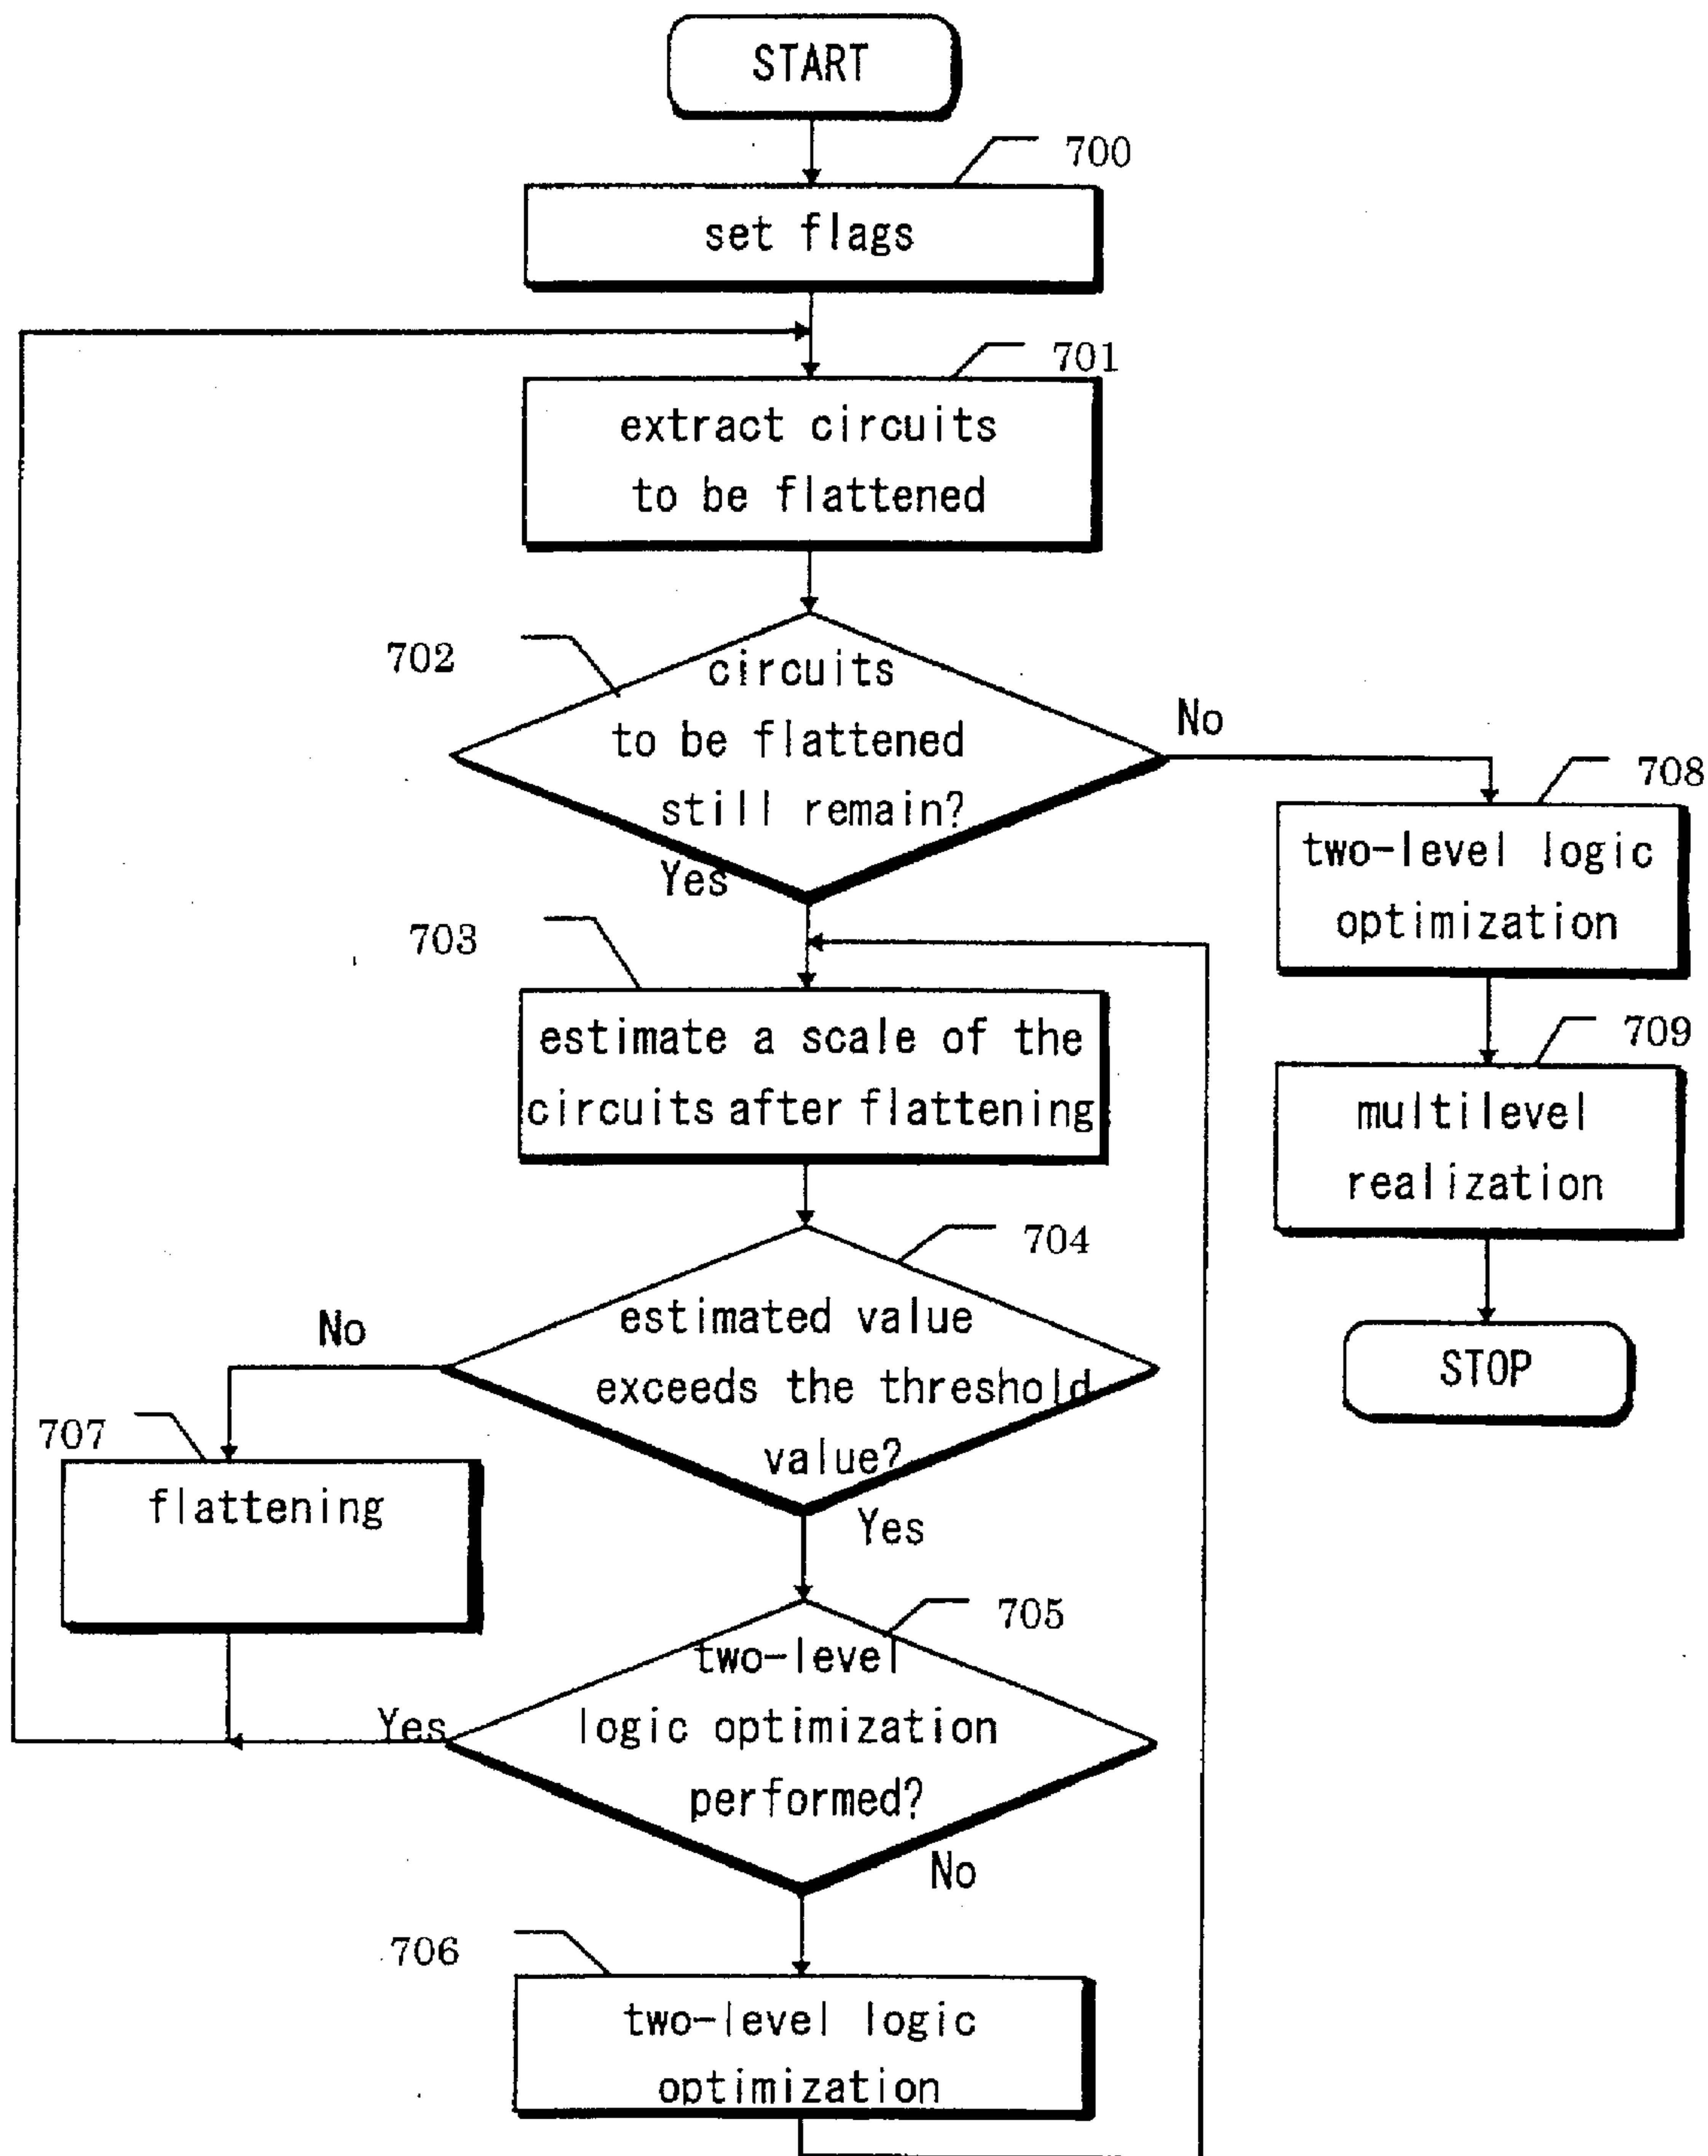 START
700
set flags
701
extract circuits
to be flattened
702
circuits
to be flattened
still remain?
No
Yes
708
two-level logic
optimization
703
estimate a scale of the
circuits after flattening
709
multilevel
realization
704
estimated value
exceeds the threshold
value?
No
Yes
STOP
707
flattening
705
two-level
logic optimization
performed?
Yes
No
706
two-level logic
optimization